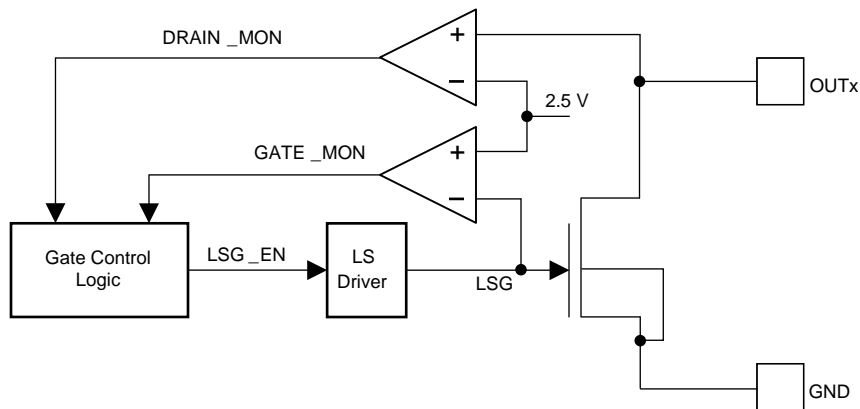 DRAIN _MON
+
−
OUTx
2.5 V
GATE _MON
+
−
Gate Control
Logic
LSG _EN
LS
Driver
LSG
GND